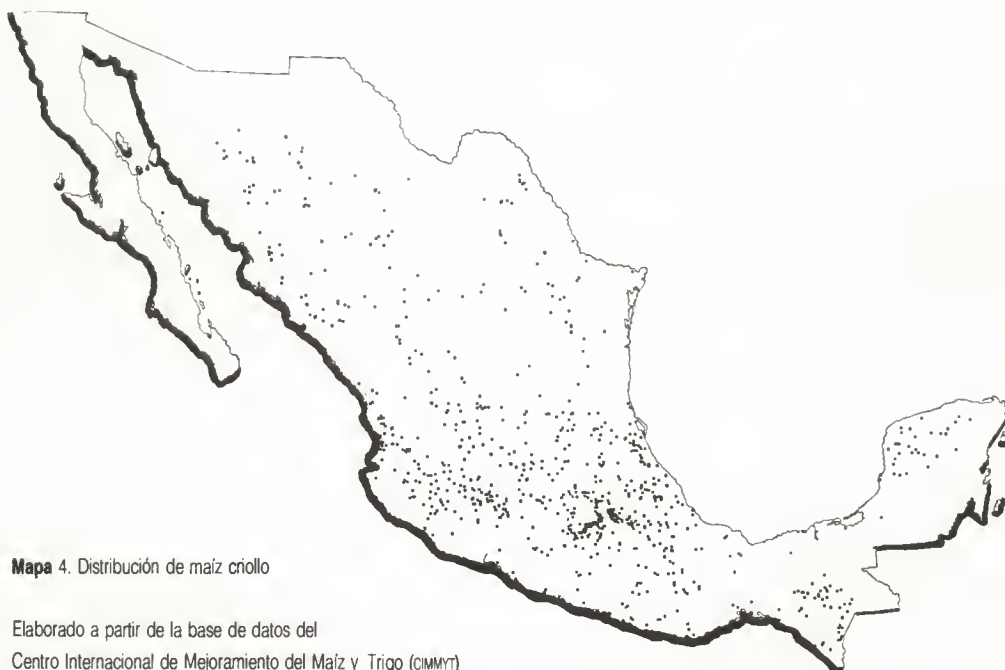 Mapa 4. Distribución de maíz criollo
Elaborado a partir de la base de datos del
Centro Internacional de Mejoramiento del Maíz y Trigo (CIMMYT)